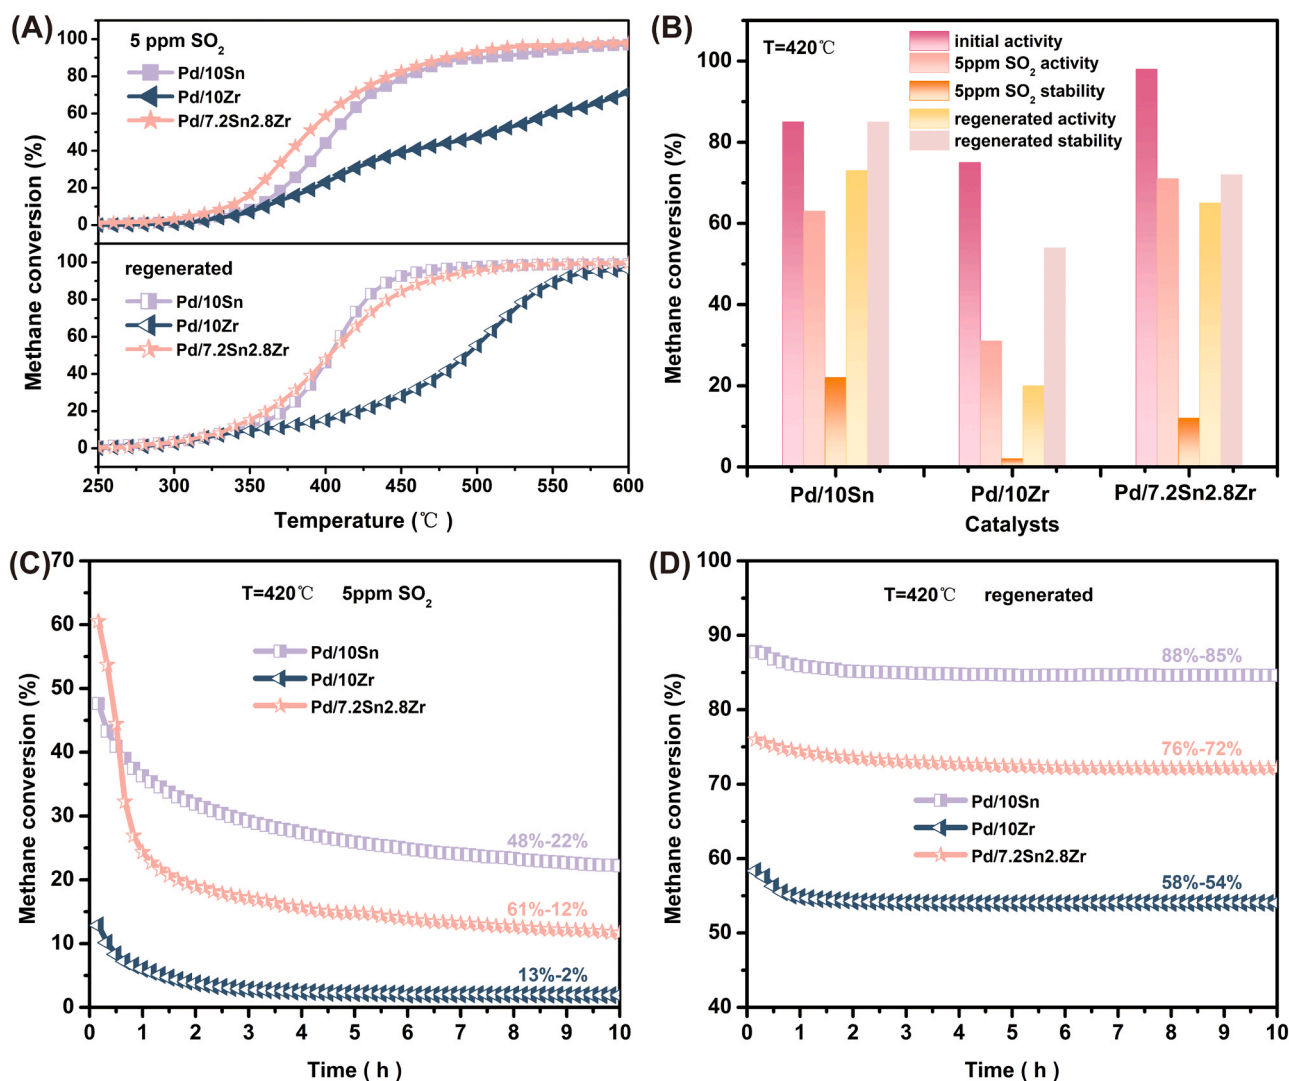 (A)
5 ppm SO2
Pd/10Sn
Pd/10Zr
Pd/7.2Sn2.8Zr
100
80
60
40
20
0
regenerated
Pd/10Sn
Pd/10Zr
Pd/7.2Sn2.8Zr
100
80
60
40
20
0
Methane conversion (%)
250 300 350 400 450 500 550 600
Temperature (℃)
(B)
T=420℃
initial activity
5ppm SO2 activity
5ppm SO2 stability
regenerated activity
regenerated stability
100
80
60
40
20
0
Methane conversion (%)
Pd/10Sn Pd/10Zr Pd/7.2Sn2.8Zr
Catalysts
(C)
T=420℃ 5ppm SO2
Pd/10Sn
Pd/10Zr
Pd/7.2Sn2.8Zr
48%-22%
61%-12%
13%-2%
70
60
50
40
30
20
10
0
Methane conversion (%)
0 1 2 3 4 5 6 7 8 9 10
Time ( h )
(D)
T=420℃ regenerated
88%-85%
76%-72%
Pd/10Sn
Pd/10Zr
Pd/7.2Sn2.8Zr
58%-54%
100
90
80
70
60
50
40
Methane conversion (%)
0 1 2 3 4 5 6 7 8 9 10
Time ( h )